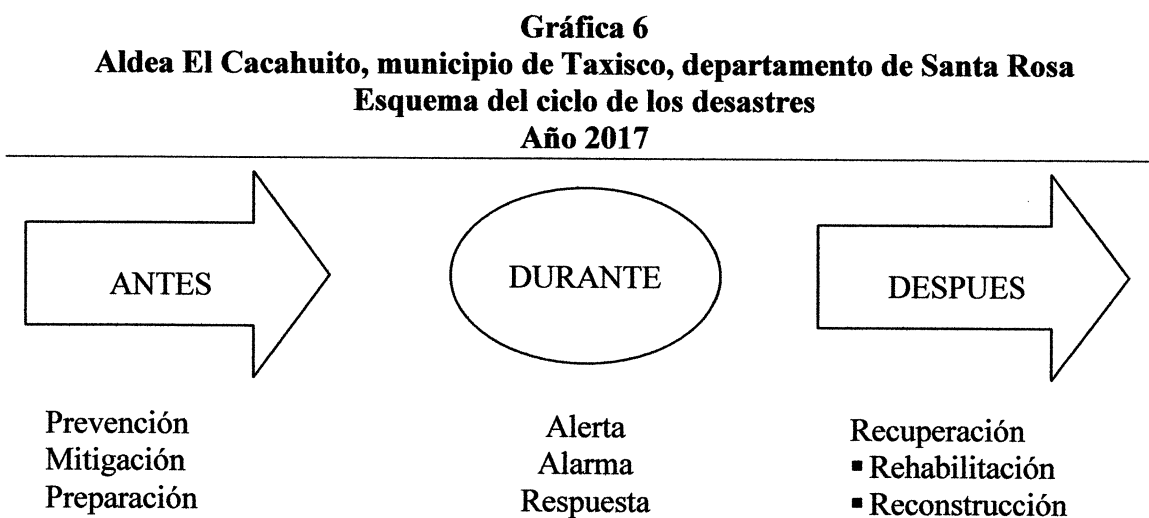 Gráfica 6
Aldea El Cacahuito, municipio de Taxisco, departamento de Santa Rosa
Esquema del ciclo de los desastres
Año 2017
ANTES
DURANTE
DESPUES
Prevención
Mitigación
Preparación
Alerta
Alarma
Respuesta
Recuperación
▪ Rehabilitación
▪ Reconstrucción